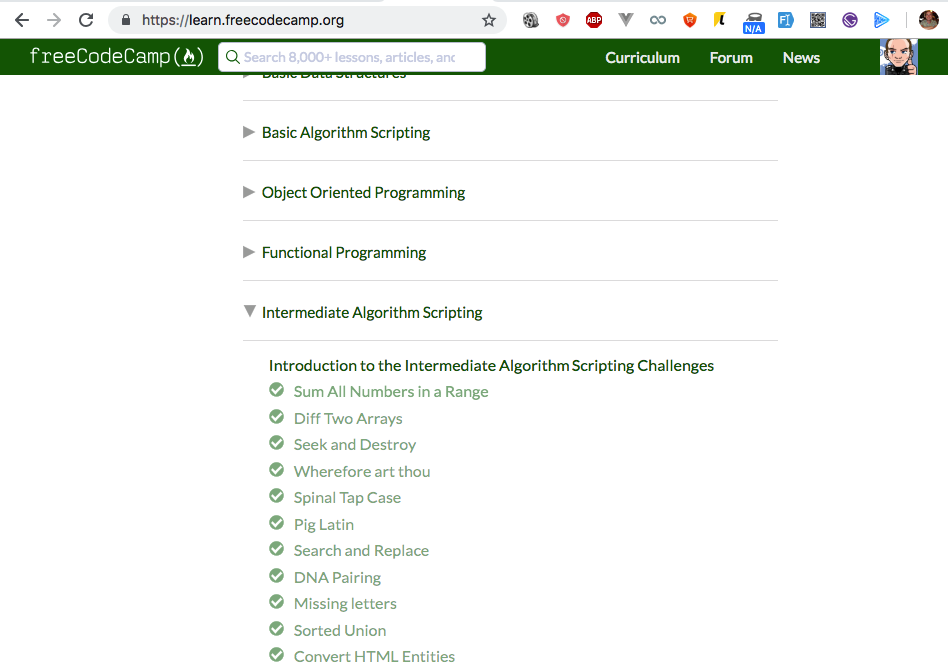 https://learn.freecodecamp.org
ABP
N/A
freeCodeCamp
Search 8,000+ lessons, articles, and
Curriculum
Forum
News
Basic Data Structures
Basic Algorithm Scripting
Object Oriented Programming
Functional Programming
Intermediate Algorithm Scripting
Introduction to the Intermediate Algorithm Scripting Challenges
Sum All Numbers in a Range
Diff Two Arrays
Seek and Destroy
Wherefore art thou
Spinal Tap Case
Pig Latin
Search and Replace
DNA Pairing
Missing letters
Sorted Union
Convert HTML Entities